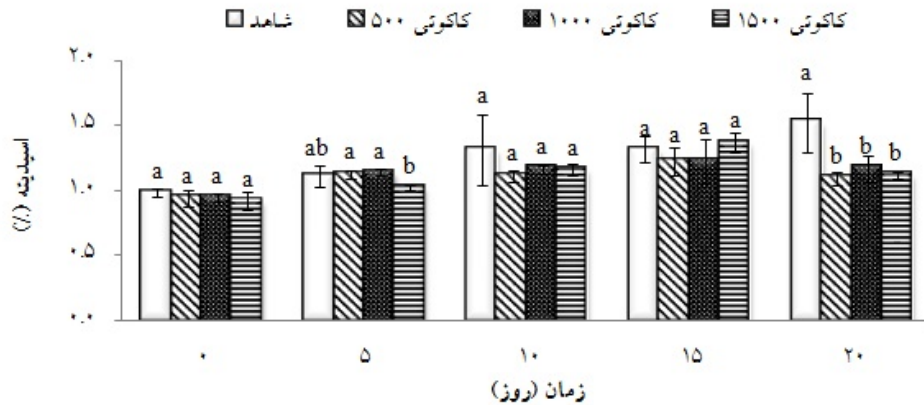 شاهد کاکوتی ۵۰۰ کاکوتی ۱۰۰۰ کاکوتی ۱۵۰۰
اسیدیته (٪)
۲.۰
۱.۵
۱.۰
۰.۵
۰.۰
a a a a
ab a a b
a a a a
a a a a
a b b b
۰ ۵ ۱۰ ۱۵ ۲۰
زمان (روز)